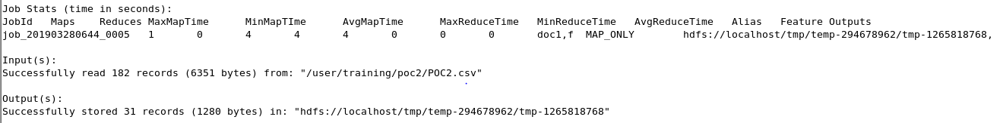 Job Stats (time in seconds):
JobId Maps Reduces MaxMapTime MinMapTIme AvgMapTime MaxReduceTime MinReduceTime AvgReduceTime Alias Feature Outputs
job_201903280644_0005 1 0 4 4 4 0 0 0 doc1,f MAP_ONLY hdfs://localhost/tmp/temp-294678962/tmp-1265818768,
Input(s):
Successfully read 182 records (6351 bytes) from: "/user/training/poc2/POC2.csv"
Output(s):
Successfully stored 31 records (1280 bytes) in: "hdfs://localhost/tmp/temp-294678962/tmp-1265818768"